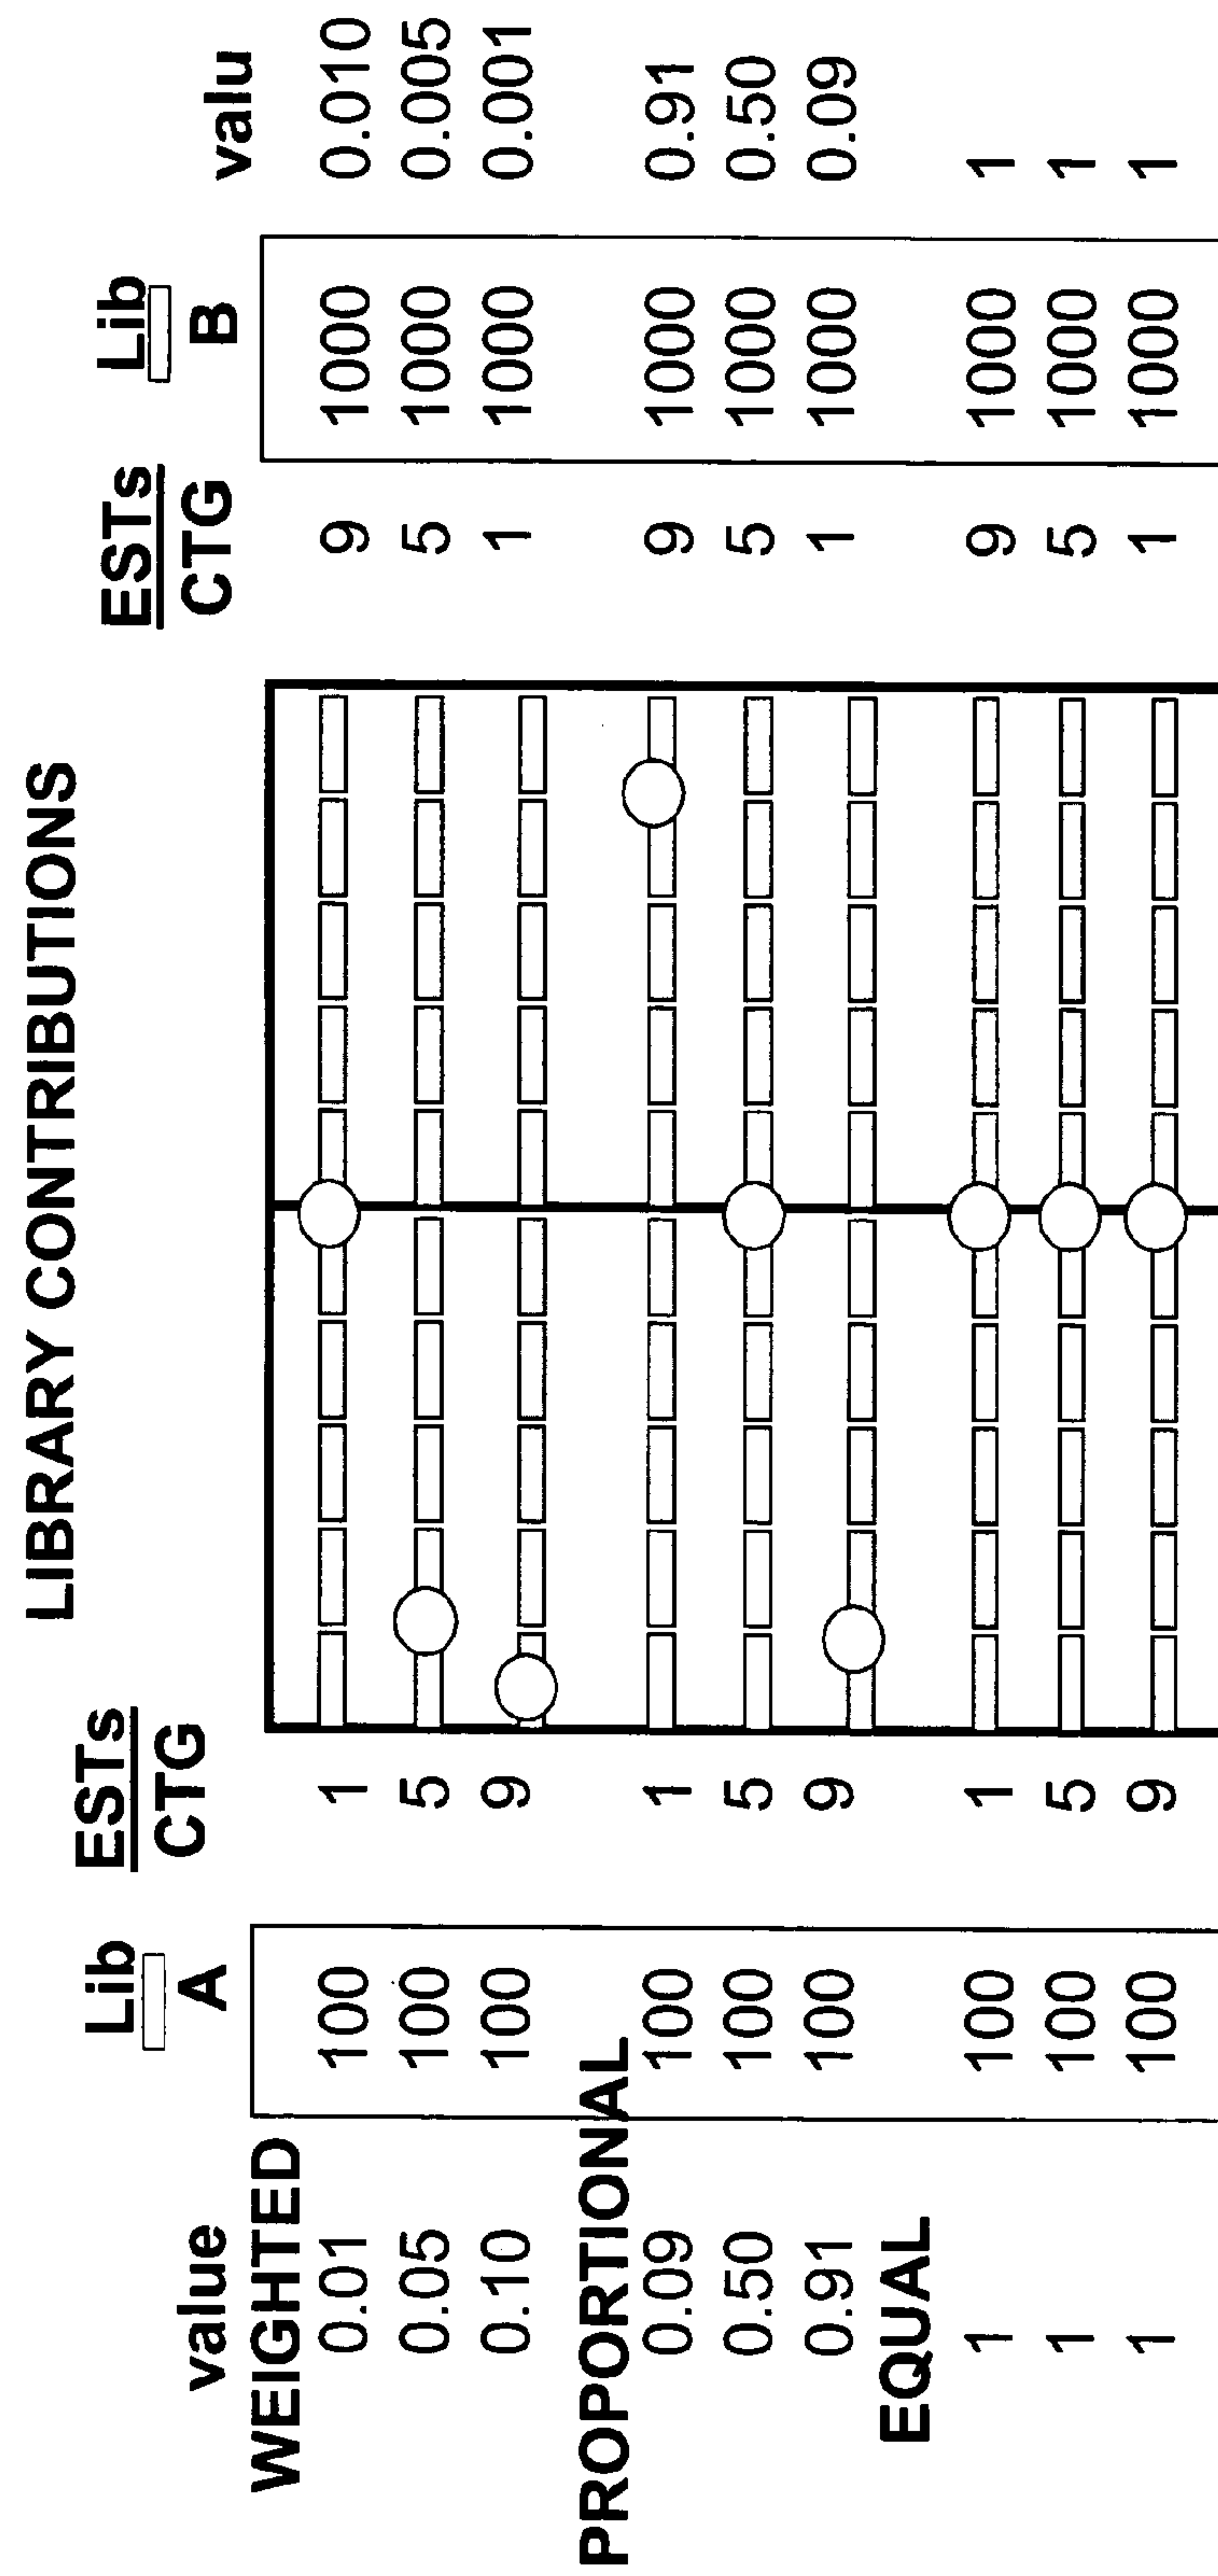 LIBRARY CONTRIBUTIONS
Lib ESTs ESTs Lib
value A CTG CTG B valu
WEIGHTED
0.01 100 1 9 1000 0.010
0.05 100 5 5 1000 0.005
0.10 100 9 1 1000 0.001
PROPORTIONAL
0.09 100 1 9 1000 0.91
0.50 100 5 5 1000 0.50
0.91 100 9 1 1000 0.09
EQUAL
1 100 1 9 1000 1
1 100 5 5 1000 1
1 100 9 1 1000 1